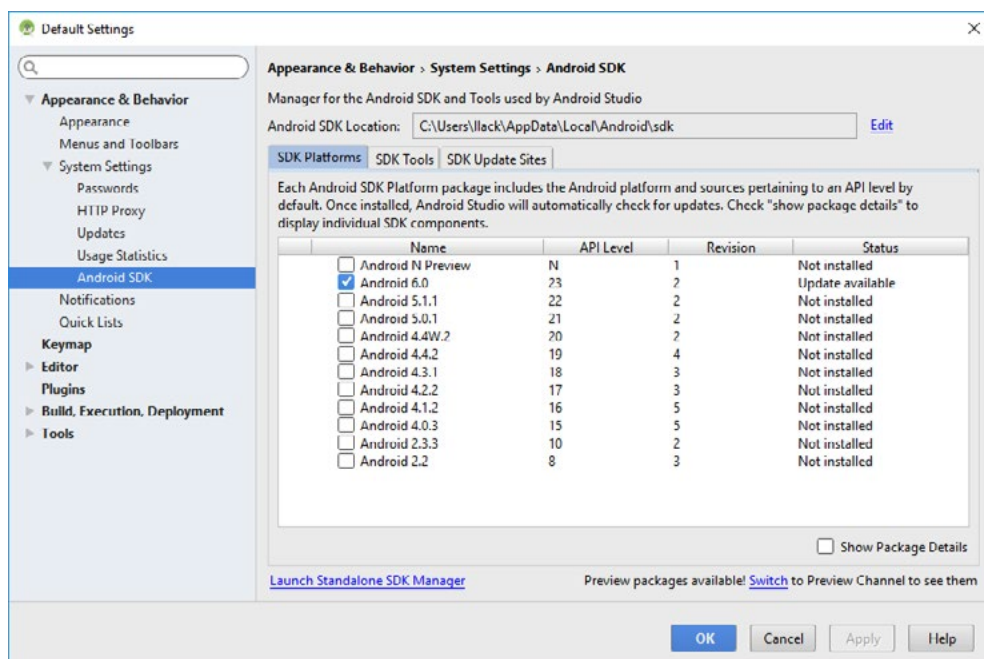 Default Settings
Appearance & Behavior
Appearance
Menus and Toolbars
System Settings
Passwords
HTTP Proxy
Updates
Usage Statistics
Android SDK
Notifications
Quick Lists
Keymap
Editor
Plugins
Build, Execution, Deployment
Tools
Appearance & Behavior › System Settings › Android SDK
Manager for the Android SDK and Tools used by Android Studio
Android SDK Location: C:\Users\llack\AppData\Local\Android\sdk Edit
SDK Platforms SDK Tools SDK Update Sites
Each Android SDK Platform package includes the Android platform and sources pertaining to an API level by
default. Once installed, Android Studio will automatically check for updates. Check "show package details" to
display individual SDK components.
Name API Level Revision Status
Android N Preview N 1 Not installed
Android 6.0 23 2 Update available
Android 5.1.1 22 2 Not installed
Android 5.0.1 21 2 Not installed
Android 4.4W.2 20 2 Not installed
Android 4.4.2 19 4 Not installed
Android 4.3.1 18 3 Not installed
Android 4.2.2 17 3 Not installed
Android 4.1.2 16 5 Not installed
Android 4.0.3 15 5 Not installed
Android 2.3.3 10 2 Not installed
Android 2.2 8 3 Not installed
Show Package Details
Launch Standalone SDK Manager Preview packages available! Switch to Preview Channel to see them
OK Cancel Apply Help